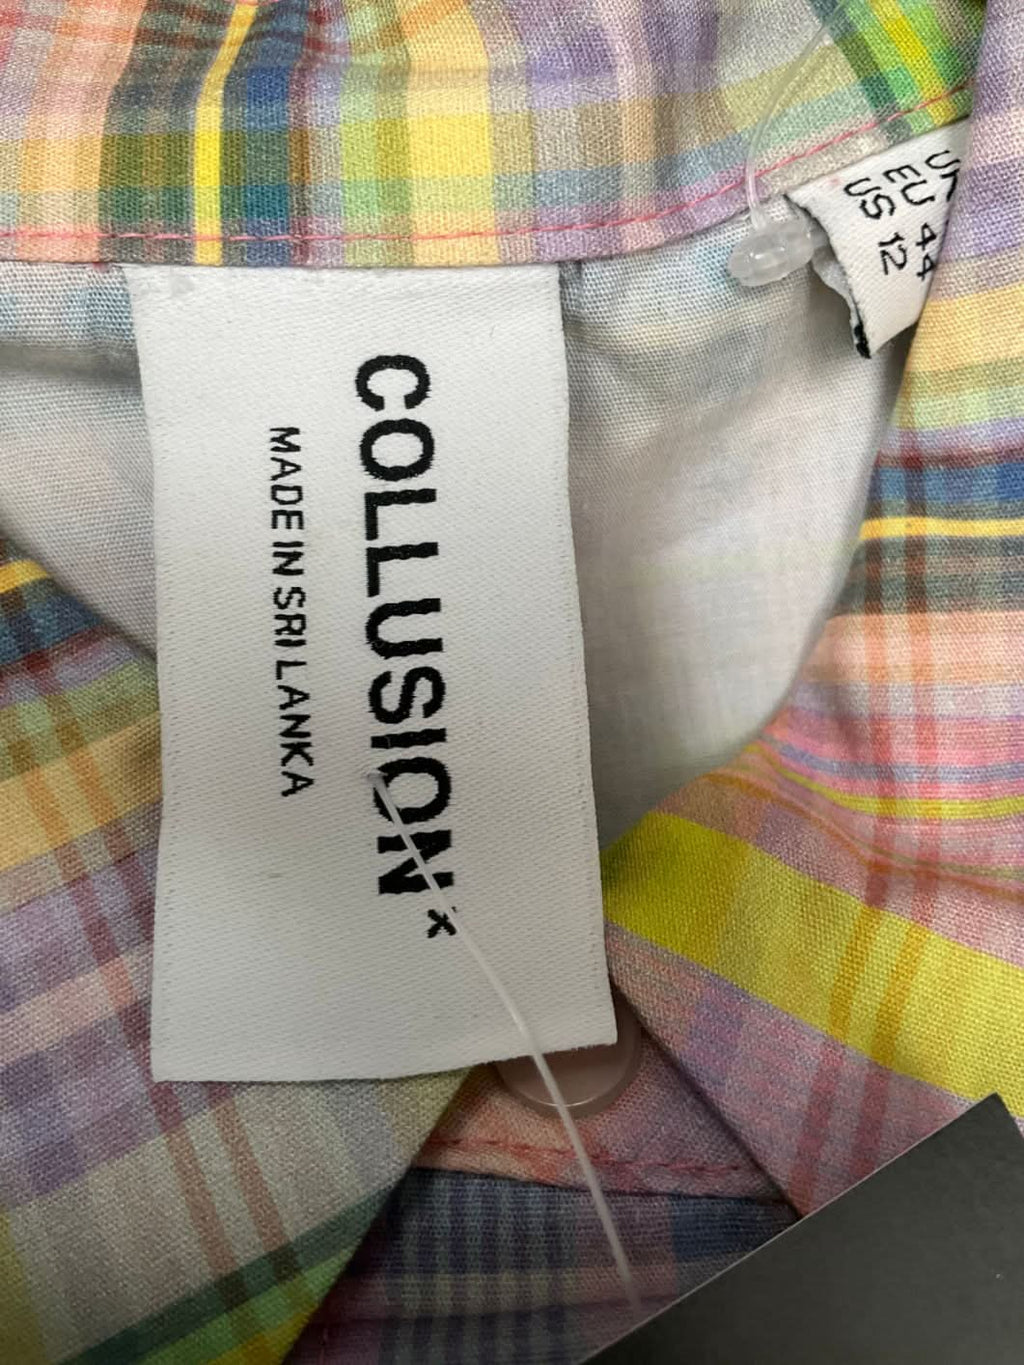 COLLUSION x
MADE IN SRI LANKA
EU 44
US 12